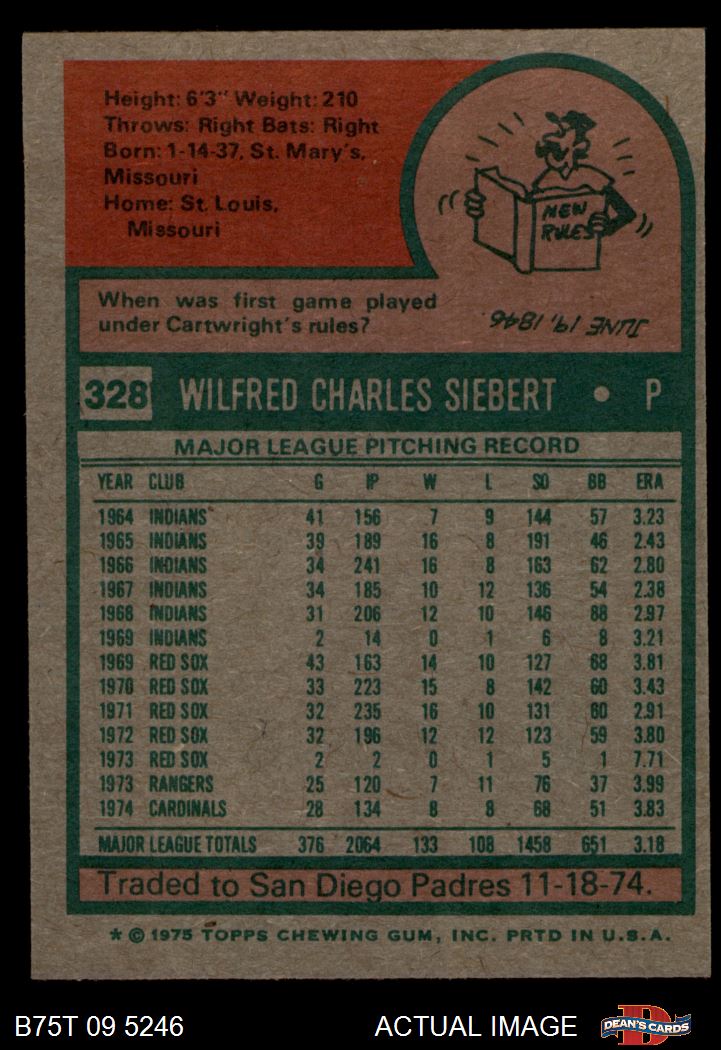 Height: 6'3" Weight: 210
Throws: Right Bats: Right
Born: 1-14-37, St. Mary's,
Missouri
Home: St. Louis,
Missouri
NEW
RULES
When was first game played
under Cartwright's rules?
JUNE 19, 1846
328 WILFRED CHARLES SIEBERT • P
MAJOR LEAGUE PITCHING RECORD
YEAR CLUB G IP W L SO BB ERA
1964 INDIANS 41 156 7 9 144 57 3.23
1965 INDIANS 39 189 16 8 191 46 2.43
1966 INDIANS 34 241 16 8 163 62 2.80
1967 INDIANS 34 185 10 12 136 54 2.38
1968 INDIANS 31 206 12 10 146 88 2.97
1969 INDIANS 2 14 0 1 6 8 3.21
1969 RED SOX 43 163 14 10 127 68 3.81
1970 RED SOX 33 223 15 8 142 60 3.43
1971 RED SOX 32 235 16 10 131 60 2.91
1972 RED SOX 32 196 12 12 123 59 3.80
1973 RED SOX 2 2 0 1 5 1 7.71
1973 RANGERS 25 120 7 11 76 37 3.99
1974 CARDINALS 28 134 8 8 68 51 3.83
MAJOR LEAGUE TOTALS 376 2064 133 108 1458 651 3.18
Traded to San Diego Padres 11-18-74.
* © 1975 TOPPS CHEWING GUM, INC. PRTD IN U.S.A.
B75T 09 5246 ACTUAL IMAGE
D
DEAN'S CARDS